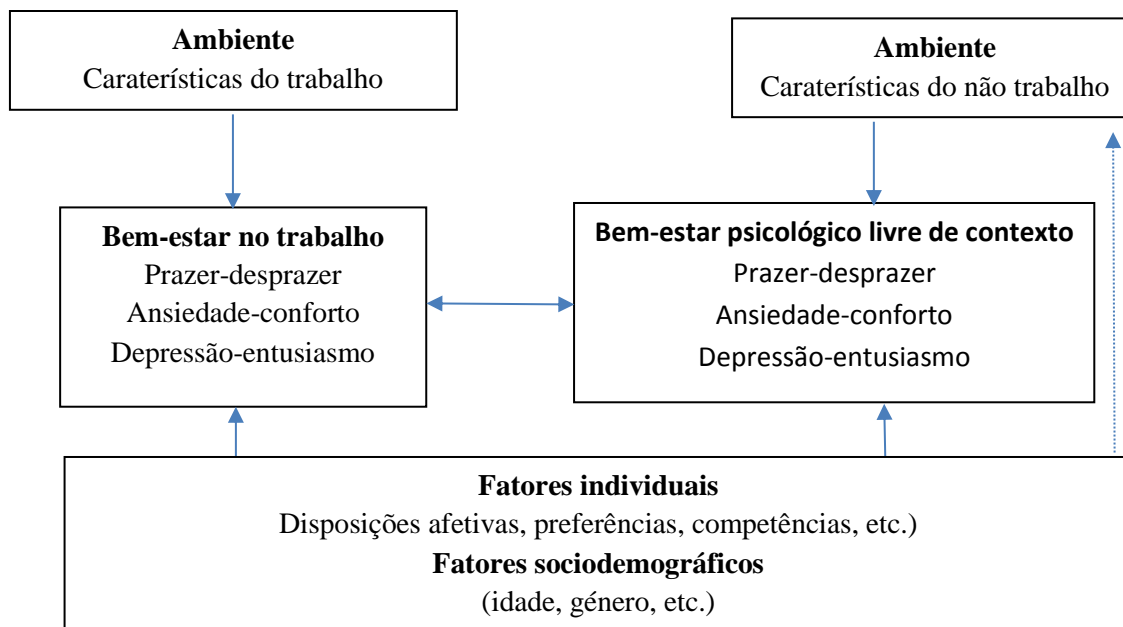 Ambiente
Caraterísticas do trabalho
Ambiente
Caraterísticas do não trabalho
Bem-estar no trabalho
Prazer-desprazer
Ansiedade-conforto
Depressão-entusiasmo
Bem-estar psicológico livre de contexto
Prazer-desprazer
Ansiedade-conforto
Depressão-entusiasmo
Fatores individuais
Disposições afetivas, preferências, competências, etc.)
Fatores sociodemográficos
(idade, género, etc.)